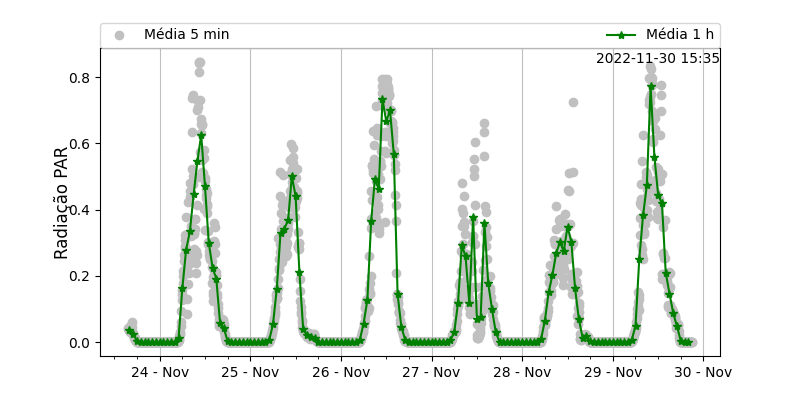 Média 5 min
Média 1 h
2022-11-30 15:35
Radiação PAR
0.8
0.6
0.4
0.2
0.0
24 - Nov
25 - Nov
26 - Nov
27 - Nov
28 - Nov
29 - Nov
30 - Nov